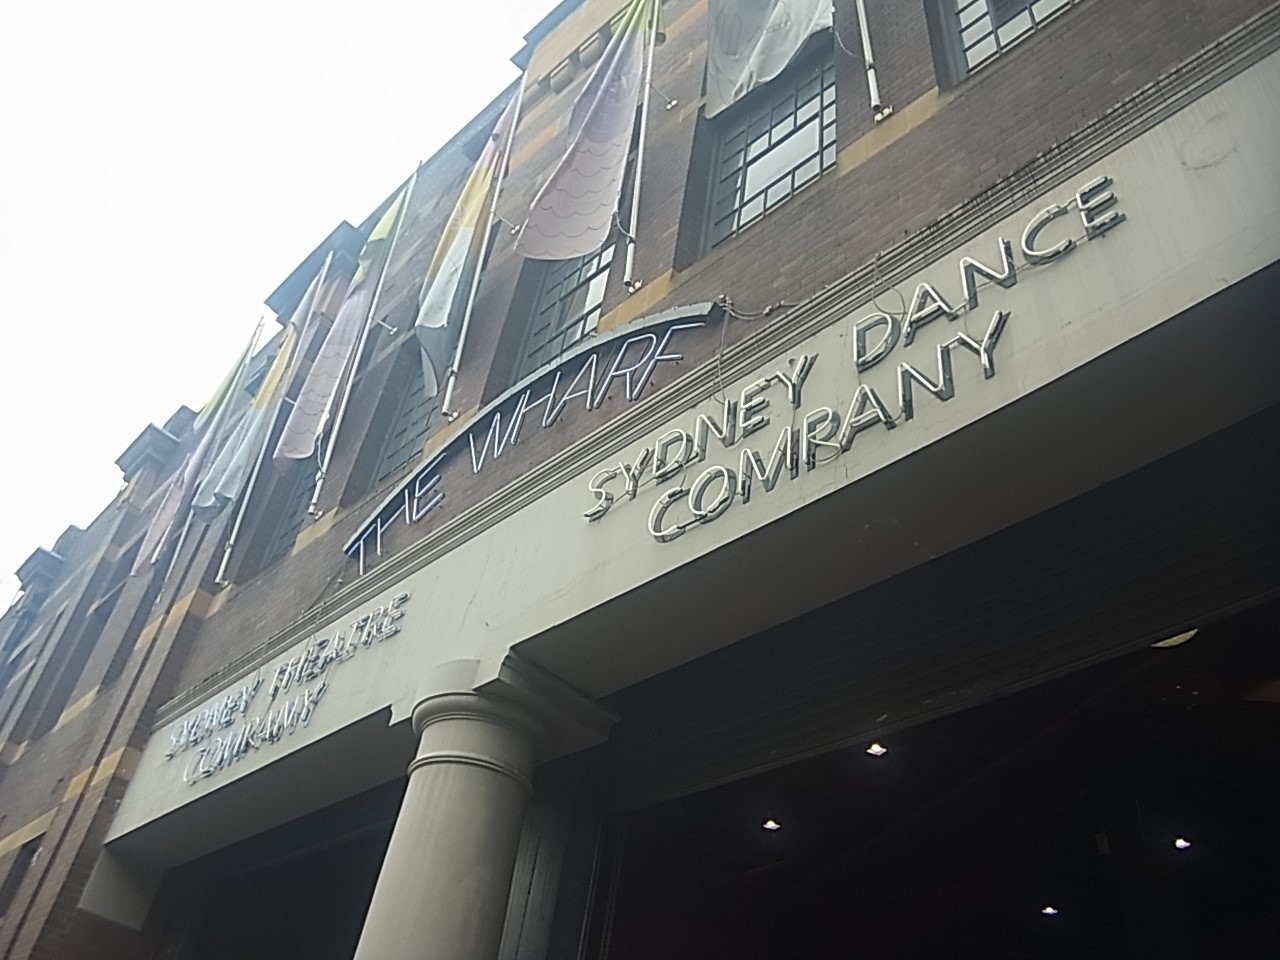 THE WHARF
SYDNEY THEATRE
COMPANY
SYDNEY DANCE
COMPANY